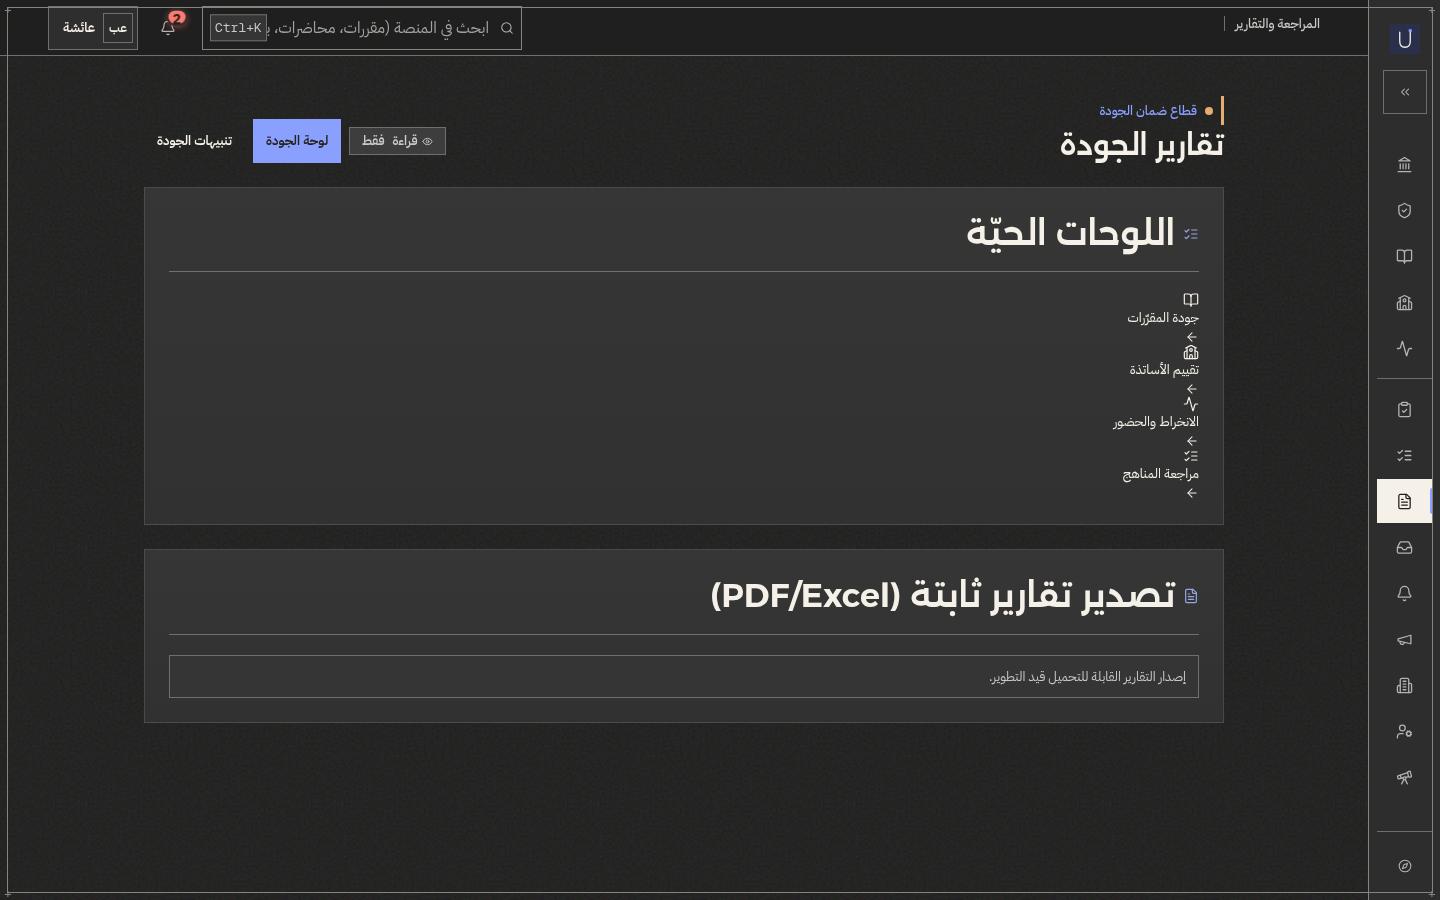 المراجعة والتقارير
ابحث في المنصة (مقررات، محاضرات،
Ctrl+K
2
عب
عائشة
قطاع ضمان الجودة
تقارير الجودة
قراءة فقط
لوحة الجودة
تنبيهات الجودة
اللوحات الحيّة
جودة المقرّرات
تقييم الأساتذة
الانخراط والحضور
مراجعة المناهج
تصدير تقارير ثابتة (PDF/Excel)
إصدار التقارير القابلة للتحميل قيد التطوير.